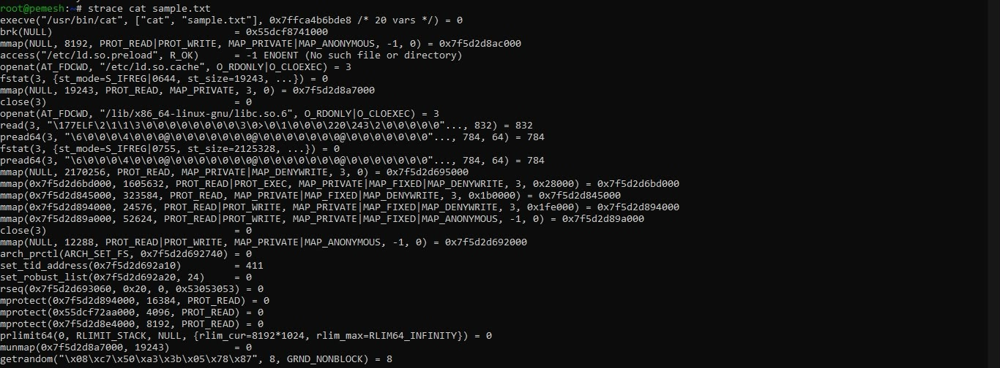 root@pemesh:~# strace cat sample.txt
execve("/usr/bin/cat", ["cat", "sample.txt"], 0x7ffca4b6bde8 /* 20 vars */) = 0
brk(NULL)                               = 0x55dcf8741000
mmap(NULL, 8192, PROT_READ|PROT_WRITE, MAP_PRIVATE|MAP_ANONYMOUS, -1, 0) = 0x7f5d2d8ac000
access("/etc/ld.so.preload", R_OK)      = -1 ENOENT (No such file or directory)
openat(AT_FDCWD, "/etc/ld.so.cache", O_RDONLY|O_CLOEXEC) = 3
fstat(3, {st_mode=S_IFREG|0644, st_size=19243, ...}) = 0
mmap(NULL, 19243, PROT_READ, MAP_PRIVATE, 3, 0) = 0x7f5d2d8a7000
close(3)                                = 0
openat(AT_FDCWD, "/lib/x86_64-linux-gnu/libc.so.6", O_RDONLY|O_CLOEXEC) = 3
read(3, "\177ELF\2\1\1\3\0\0\0\0\0\0\0\0\3\0>\0\1\0\0\0\220\243\2\0\0\0\0\0"..., 832) = 832
pread64(3, "\6\0\0\0\4\0\0\0@\0\0\0\0\0\0\0@\0\0\0\0\0\0\0@\0\0\0\0\0\0\0"..., 784, 64) = 784
fstat(3, {st_mode=S_IFREG|0755, st_size=2125328, ...}) = 0
pread64(3, "\6\0\0\0\4\0\0\0@\0\0\0\0\0\0\0@\0\0\0\0\0\0\0@\0\0\0\0\0\0\0"..., 784, 64) = 784
mmap(NULL, 2170256, PROT_READ, MAP_PRIVATE|MAP_DENYWRITE, 3, 0) = 0x7f5d2d695000
mmap(0x7f5d2d6bd000, 1605632, PROT_READ|PROT_EXEC, MAP_PRIVATE|MAP_FIXED|MAP_DENYWRITE, 3, 0x28000) = 0x7f5d2d6bd000
mmap(0x7f5d2d845000, 323584, PROT_READ, MAP_PRIVATE|MAP_FIXED|MAP_DENYWRITE, 3, 0x1b0000) = 0x7f5d2d845000
mmap(0x7f5d2d894000, 24576, PROT_READ|PROT_WRITE, MAP_PRIVATE|MAP_FIXED|MAP_DENYWRITE, 3, 0x1fe000) = 0x7f5d2d894000
mmap(0x7f5d2d89a000, 52624, PROT_READ|PROT_WRITE, MAP_PRIVATE|MAP_FIXED|MAP_ANONYMOUS, -1, 0) = 0x7f5d2d89a000
close(3)                                = 0
mmap(NULL, 12288, PROT_READ|PROT_WRITE, MAP_PRIVATE|MAP_ANONYMOUS, -1, 0) = 0x7f5d2d692000
arch_prctl(ARCH_SET_FS, 0x7f5d2d692740) = 0
set_tid_address(0x7f5d2d692a10)         = 411
set_robust_list(0x7f5d2d692a20, 24)     = 0
rseq(0x7f5d2d693060, 0x20, 0, 0x53053053) = 0
mprotect(0x7f5d2d894000, 16384, PROT_READ) = 0
mprotect(0x55dcf72aa000, 4096, PROT_READ) = 0
mprotect(0x7f5d2d8e4000, 8192, PROT_READ) = 0
prlimit64(0, RLIMIT_STACK, NULL, {rlim_cur=8192*1024, rlim_max=RLIM64_INFINITY}) = 0
munmap(0x7f5d2d8a7000, 19243)           = 0
getrandom("\x08\xc7\x50\xa3\x3b\x05\x78\x87", 8, GRND_NONBLOCK) = 8